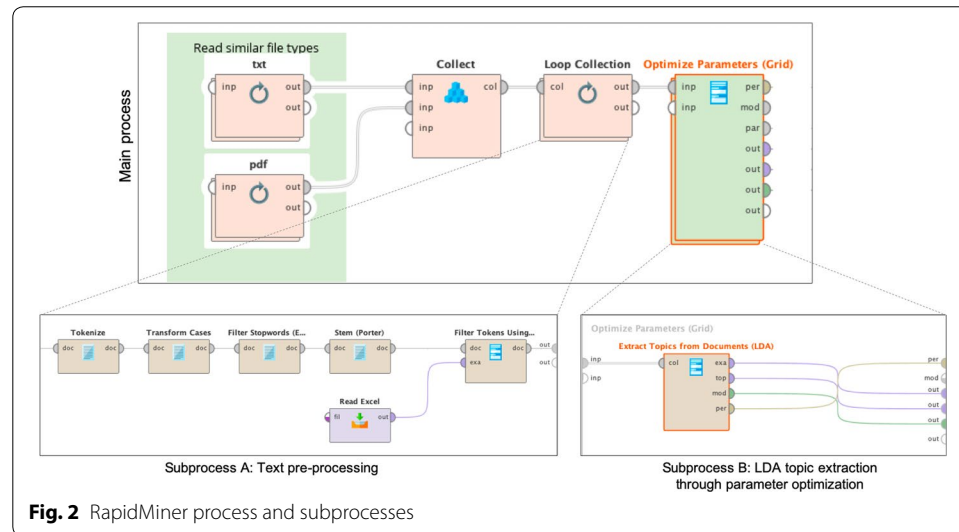 Main process
Read similar file types
txt
inp out
out
pdf
inp out
out
Collect
inp col
inp
inp
Loop Collection
col out
out
Optimize Parameters (Grid)
inp per
inp mod
par
out
out
out
out
Tokenize
doc doc
Transform Cases
doc doc
Filter Stopwords (E...
doc doc
Stem (Porter)
doc doc
Filter Tokens Using...
doc doc
exa
out
out
Read Excel
fil out
Subprocess A: Text pre-processing
Optimize Parameters (Grid)
Extract Topics from Documents (LDA)
inp
inp
col exa
top
mod
per
per
mod
out
out
out
out
Subprocess B: LDA topic extraction
through parameter optimization
Fig. 2 RapidMiner process and subprocesses